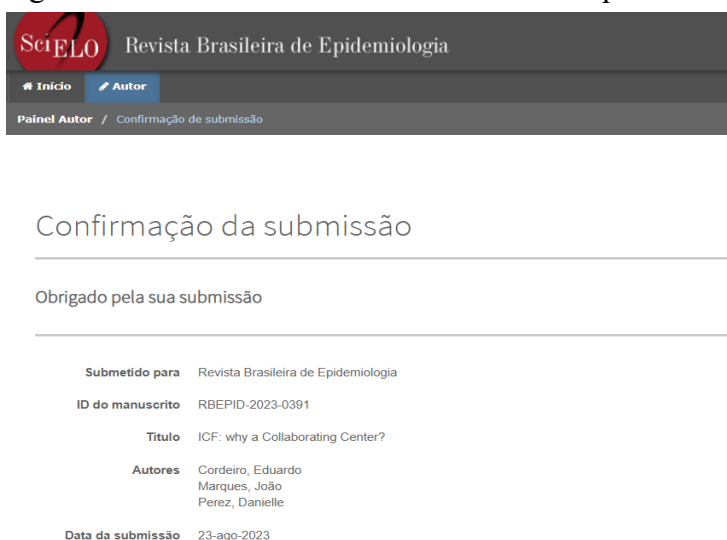 SciELO Revista Brasileira de Epidemiologia
Início Autor
Painel Autor / Confirmação de submissão
Confirmação da submissão
Obrigado pela sua submissão
Submetido para Revista Brasileira de Epidemiologia
ID do manuscrito RBEPID-2023-0391
Título ICF: why a Collaborating Center?
Autores Cordeiro, Eduardo
Marques, João
Perez, Danielle
Data da submissão 23-ago-2023